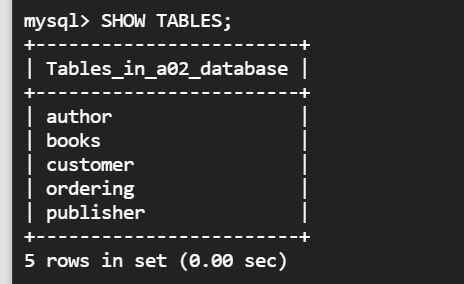 mysql> SHOW TABLES;
+------------------------+
| Tables_in_a02_database |
+------------------------+
| author                 |
| books                  |
| customer               |
| ordering               |
| publisher              |
+------------------------+
5 rows in set (0.00 sec)